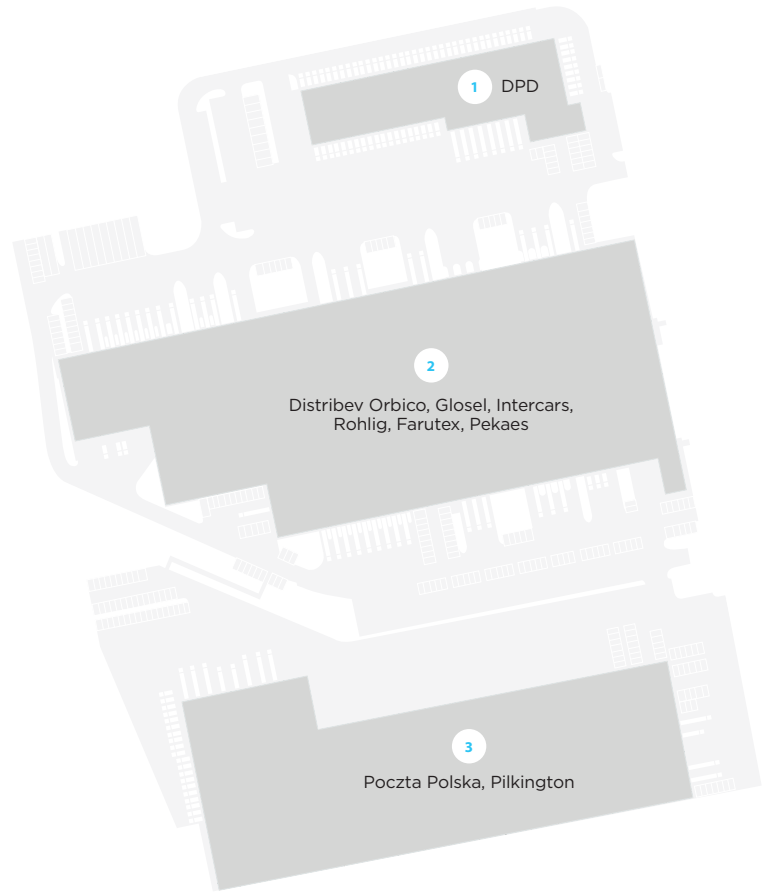 1 DPD
2
Distribev Orbico, Glosel, Intercars,
Rohlig, Farutex, Pekaes
3
Poczta Polska, Pilkington